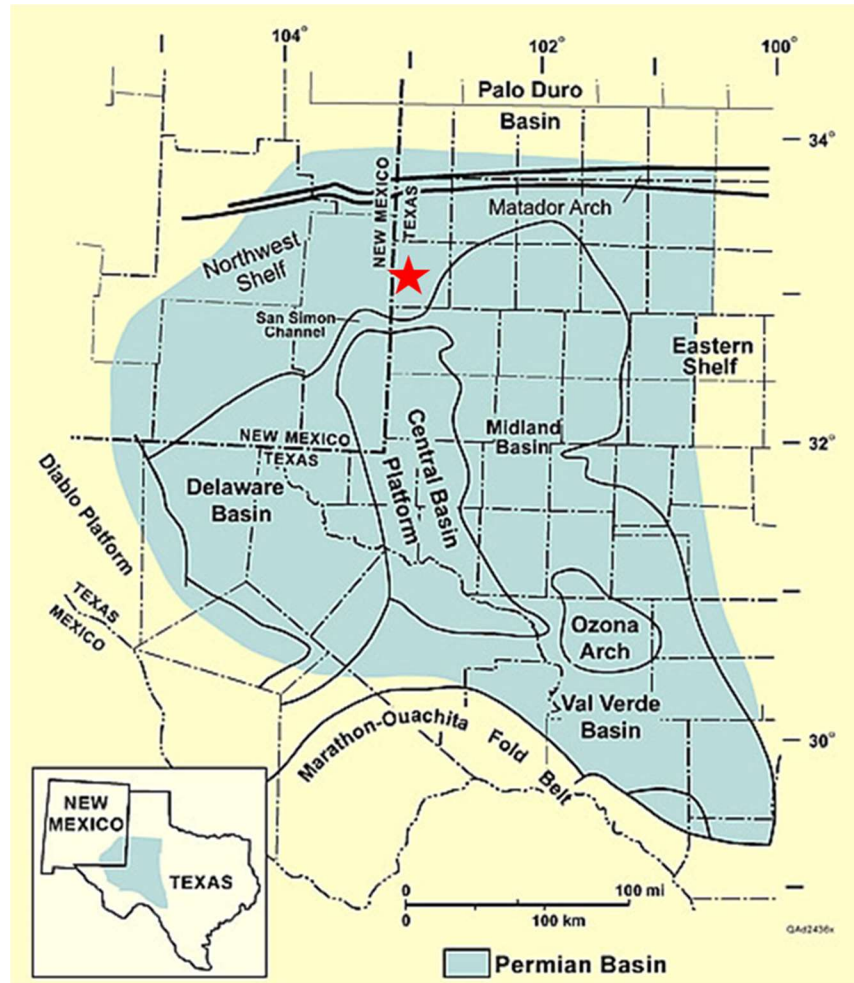 104°
102°
100°
Palo Duro
Basin
34°
NEW MEXICO
TEXAS
Matador Arch
Northwest
Shelf
San Simon
Channel
Eastern
Shelf
Central Basin
Platform
Midland
Basin
NEW MEXICO
TEXAS
32°
Delaware
Basin
Diablo Platform
TEXAS
MEXICO
Ozona
Arch
Val Verde
Basin
30°
Marathon-Ouachita Fold Belt
NEW
MEXICO
TEXAS
0 100 mi
0 100 km
QAd2436x
Permian Basin